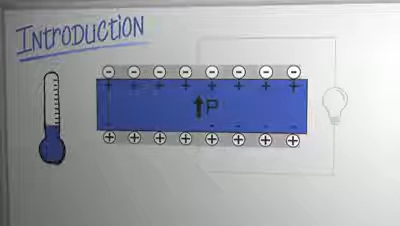 INTRODUCTION
- - - - - - - -
+ + + + + + + +
↑P
- -
+ + + + + + + +